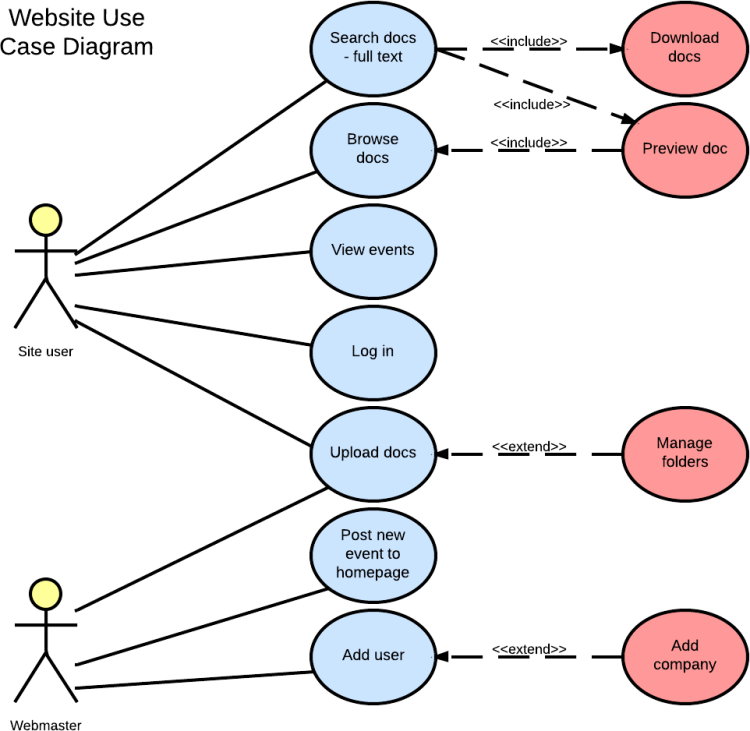 Website Use
Case Diagram
Search docs
- full text
<<include>>
Download
docs
<<include>>
Browse
docs
<<include>>
Preview doc
View events
Site user
Log in
Upload docs
<<extend>>
Manage
folders
Post new
event to
homepage
Add user
<<extend>>
Add
company
Webmaster